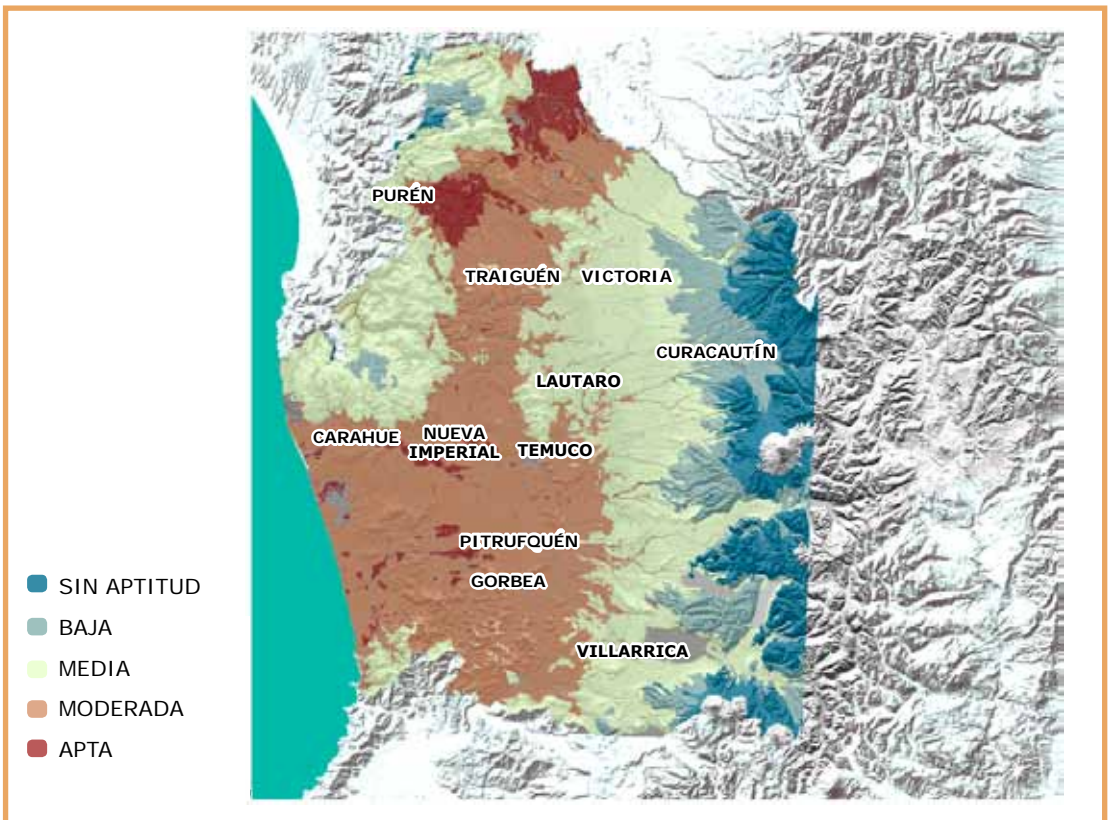 PURÉN
TRAIGUÉN
VICTORIA
CURACAUTÍN
LAUTARO
CARAHUE
NUEVA
IMPERIAL
TEMUCO
PITRUFQUÉN
GORBEA
VILLARRICA
SIN APTITUD
BAJA
MEDIA
MODERADA
APTA